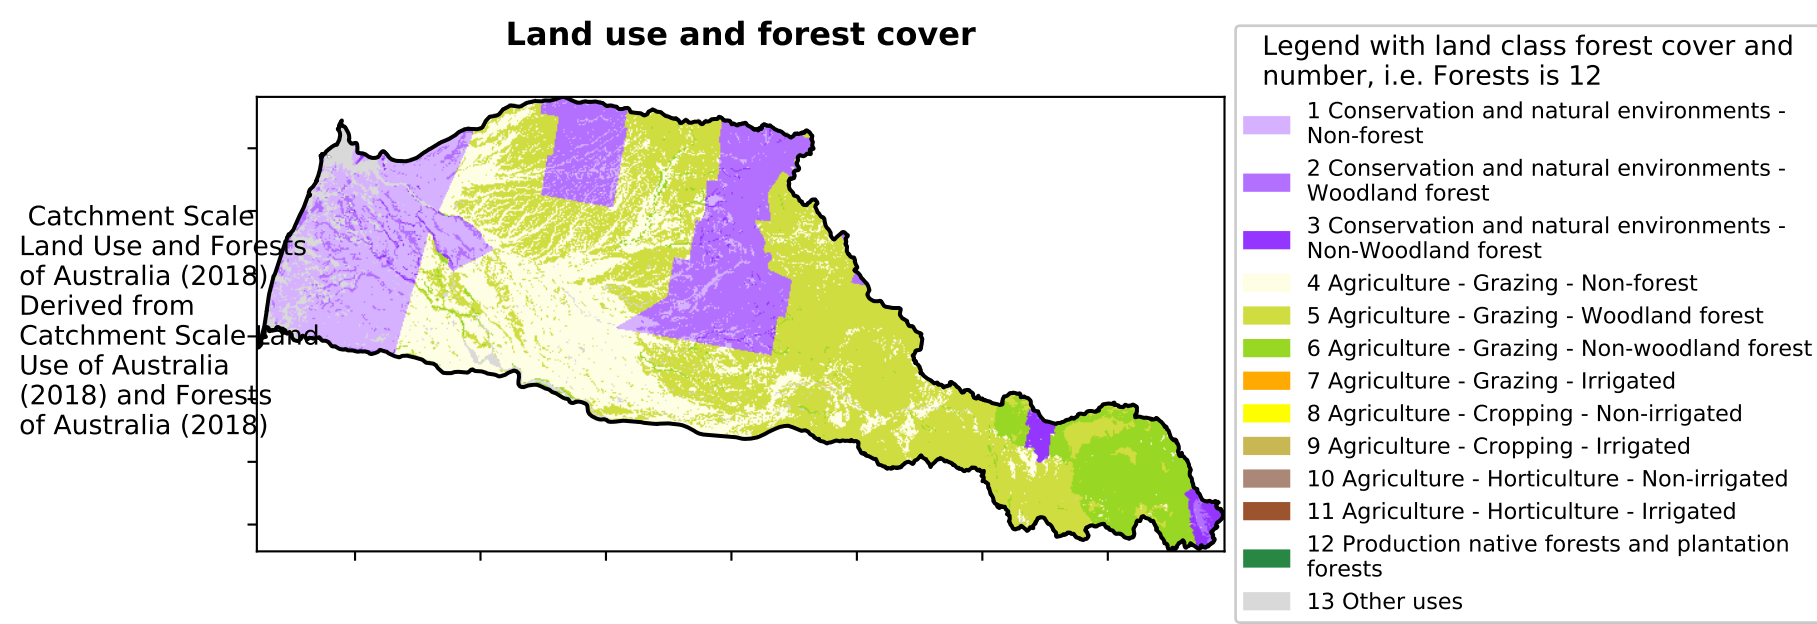 Land use and forest cover
Catchment Scale
Land Use and Forests
of Australia (2018)
Derived from
Catchment Scale Land
Use of Australia
(2018) and Forests
of Australia (2018)
Legend with land class forest cover and
number, i.e. Forests is 12
1 Conservation and natural environments -
Non-forest
2 Conservation and natural environments -
Woodland forest
3 Conservation and natural environments -
Non-Woodland forest
4 Agriculture - Grazing - Non-forest
5 Agriculture - Grazing - Woodland forest
6 Agriculture - Grazing - Non-woodland forest
7 Agriculture - Grazing - Irrigated
8 Agriculture - Cropping - Non-irrigated
9 Agriculture - Cropping - Irrigated
10 Agriculture - Horticulture - Non-irrigated
11 Agriculture - Horticulture - Irrigated
12 Production native forests and plantation
forests
13 Other uses